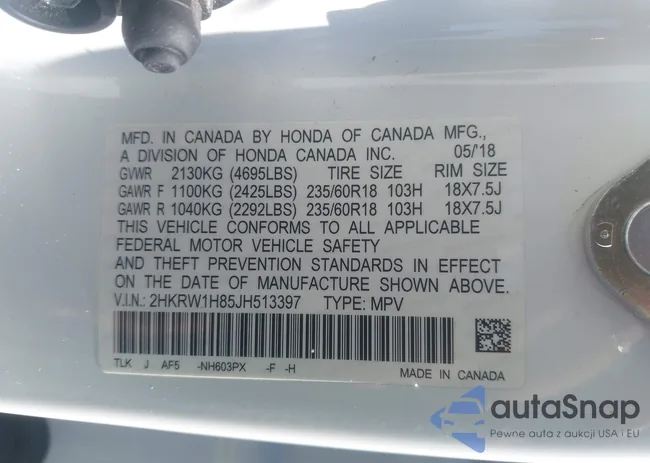 MFD. IN CANADA BY HONDA OF CANADA MFG.,
A DIVISION OF HONDA CANADA INC. 05/'18
GVWR 2130KG (4695LBS) TIRE SIZE RIM SIZE
GAWR F 1100KG (2425LBS) 235/60R18 103H 18X7.5J
GAWR R 1040KG (2292LBS) 235/60R18 103H 18X7.5J
THIS VEHICLE CONFORMS TO ALL APPLICABLE
FEDERAL MOTOR VEHICLE SAFETY
AND THEFT PREVENTION STANDARDS IN EFFECT
ON THE DATE OF MANUFACTURE SHOWN ABOVE.
V.I.N.: 2HKRW1H85JH513397 TYPE: MPV
TLK J AF5 -NH603PX -F -H
MADE IN CANADA
autaSnap
Pewne auta z aukcji USA i EU